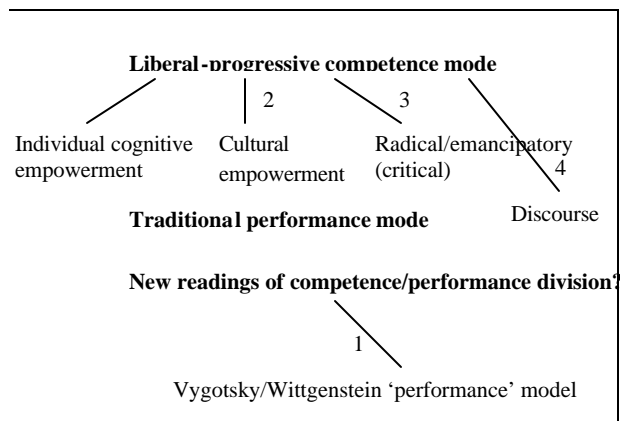 Liberal-progressive competence mode
2
3
Individual cognitive
empowerment
Cultural
empowerment
Radical/emancipatory
(critical)
4
Discourse
Traditional performance mode
New readings of competence/performance division?
1
Vygotsky/Wittgenstein ‘performance’ model